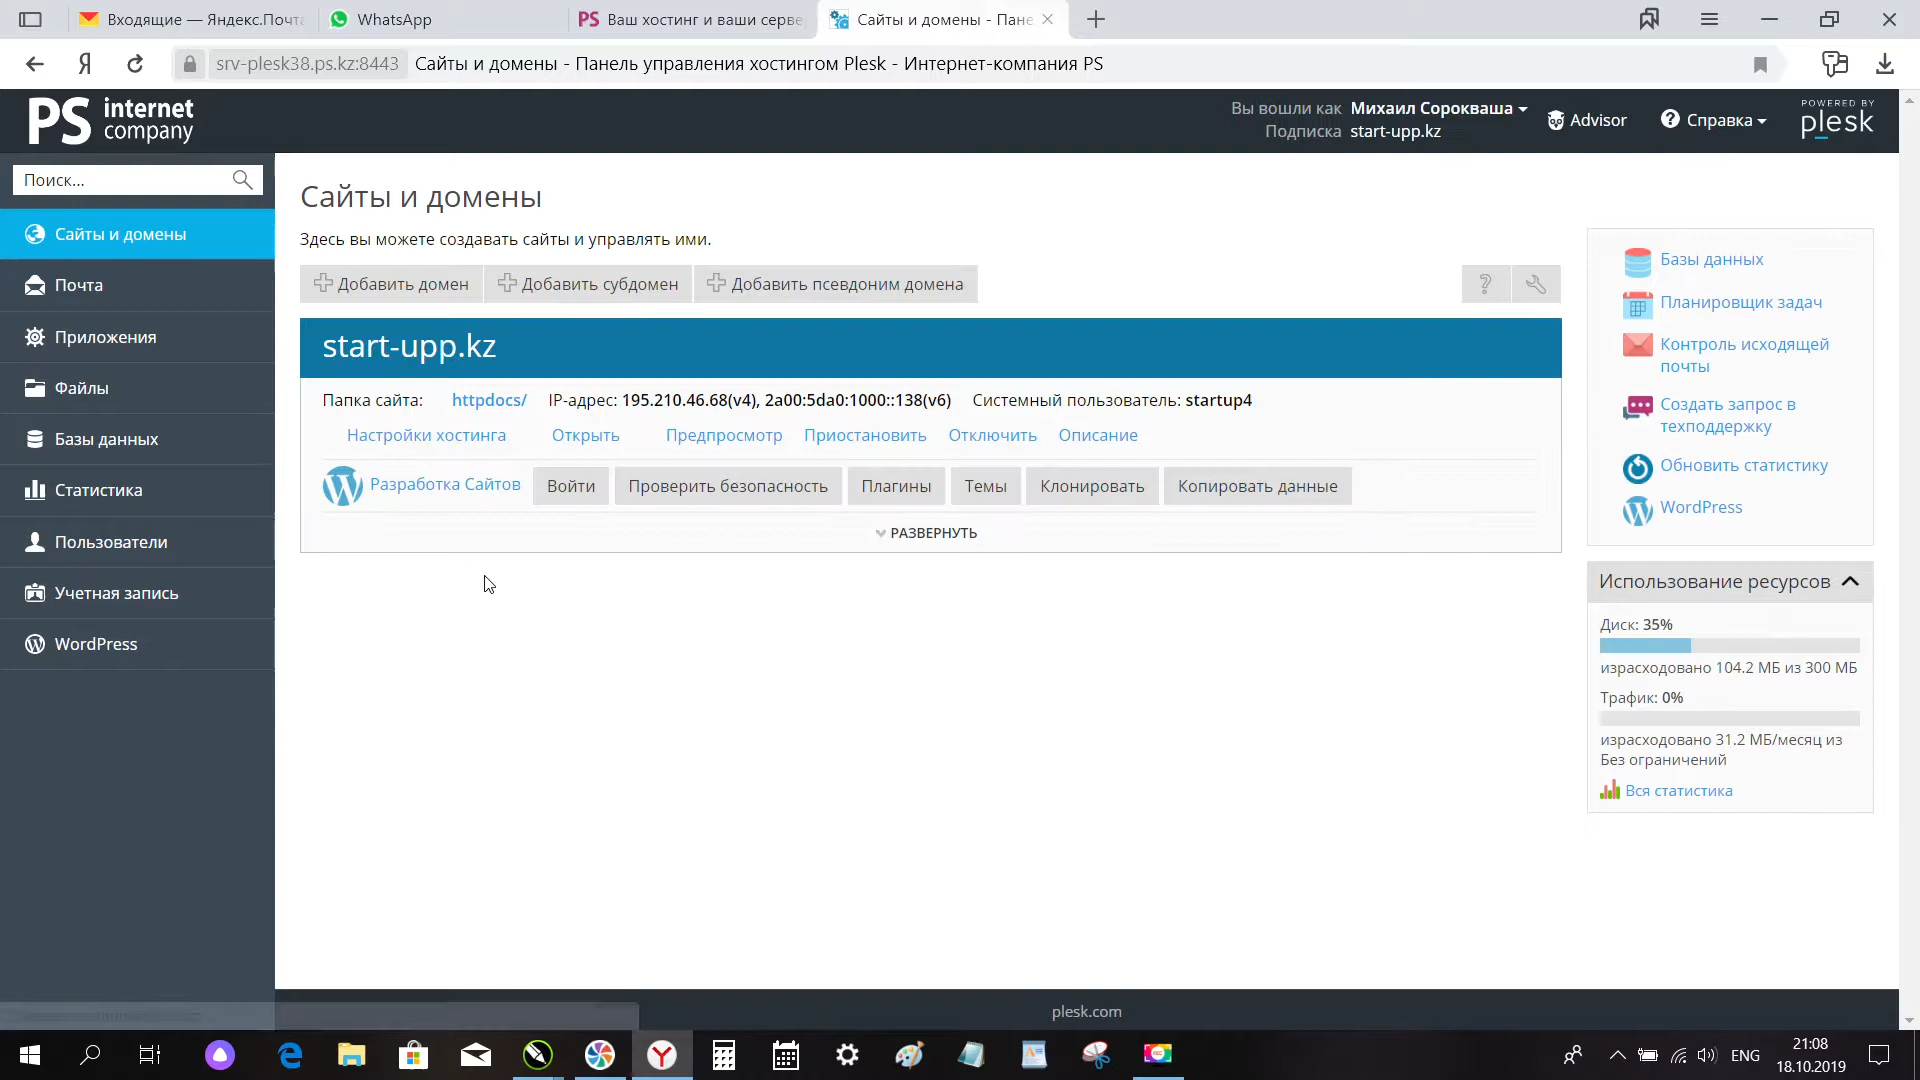 Входящие — Яндекс.Почта
WhatsApp
PS Ваш хостинг и ваши серве
Сайты и домены - Пане
Я
srv-plesk38.ps.kz:8443 Сайты и домены - Панель управления хостингом Plesk - Интернет-компания PS
PS internet company
Вы вошли как Михаил Сорокваша
Подписка start-upp.kz
Advisor
Справка
POWERED BY
plesk
Поиск...
Сайты и домены
Почта
Приложения
Файлы
Базы данных
Статистика
Пользователи
Учетная запись
WordPress
Сайты и домены
Здесь вы можете создавать сайты и управлять ими.
Добавить домен Добавить субдомен Добавить псевдоним домена
start-upp.kz
Папка сайта: httpdocs/ IP-адрес: 195.210.46.68(v4), 2a00:5da0:1000::138(v6) Системный пользователь: startup4
Настройки хостинга Открыть Предпросмотр Приостановить Отключить Описание
Разработка Сайтов Войти Проверить безопасность Плагины Темы Клонировать Копировать данные
РАЗВЕРНУТЬ
Базы данных
Планировщик задач
Контроль исходящей
почты
Создать запрос в
техподдержку
Обновить статистику
WordPress
Использование ресурсов
Диск: 35%
израсходовано 104.2 МБ из 300 МБ
Трафик: 0%
израсходовано 31.2 МБ/месяц из
Без ограничений
Вся статистика
plesk.com
ENG
21:08
18.10.2019